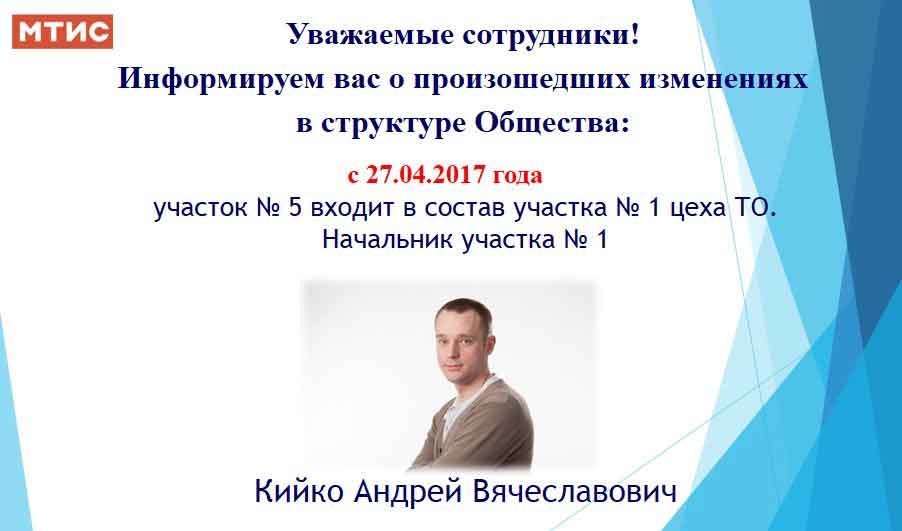 МТИС
Уважаемые сотрудники!
Информируем вас о произошедших изменениях
в структуре Общества:
с 27.04.2017 года
участок № 5 входит в состав участка № 1 цеха ТО.
Начальник участка № 1
Кийко Андрей Вячеславович